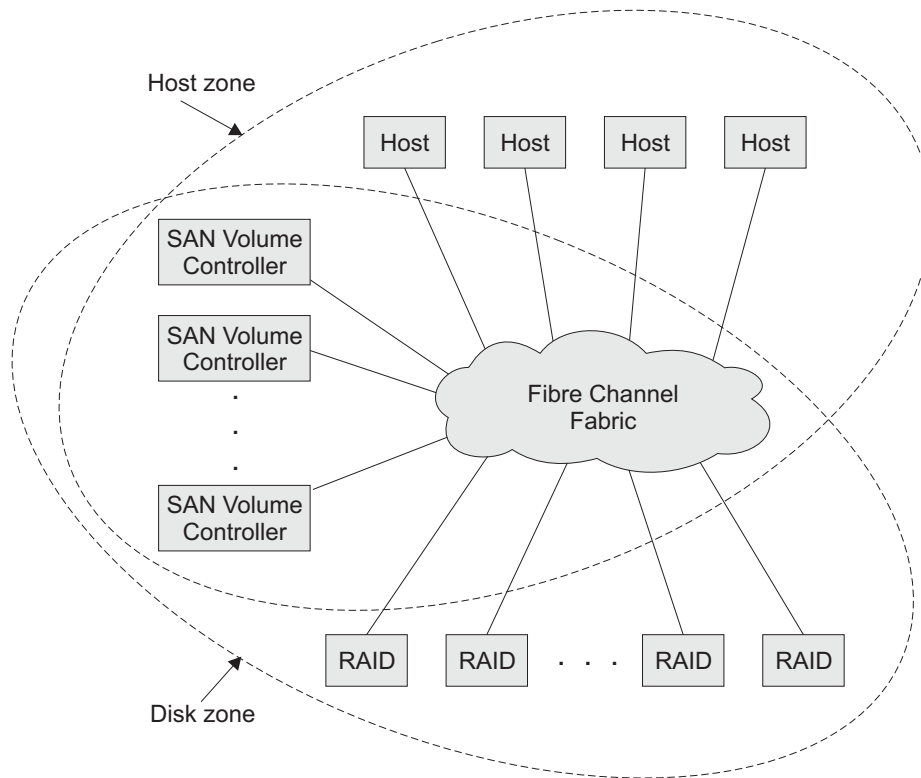 Host zone
Host
Host
Host
Host
SAN Volume
Controller
SAN Volume
Controller
.
.
.
SAN Volume
Controller
Fibre Channel
Fabric
RAID
RAID
. . .
RAID
RAID
Disk zone